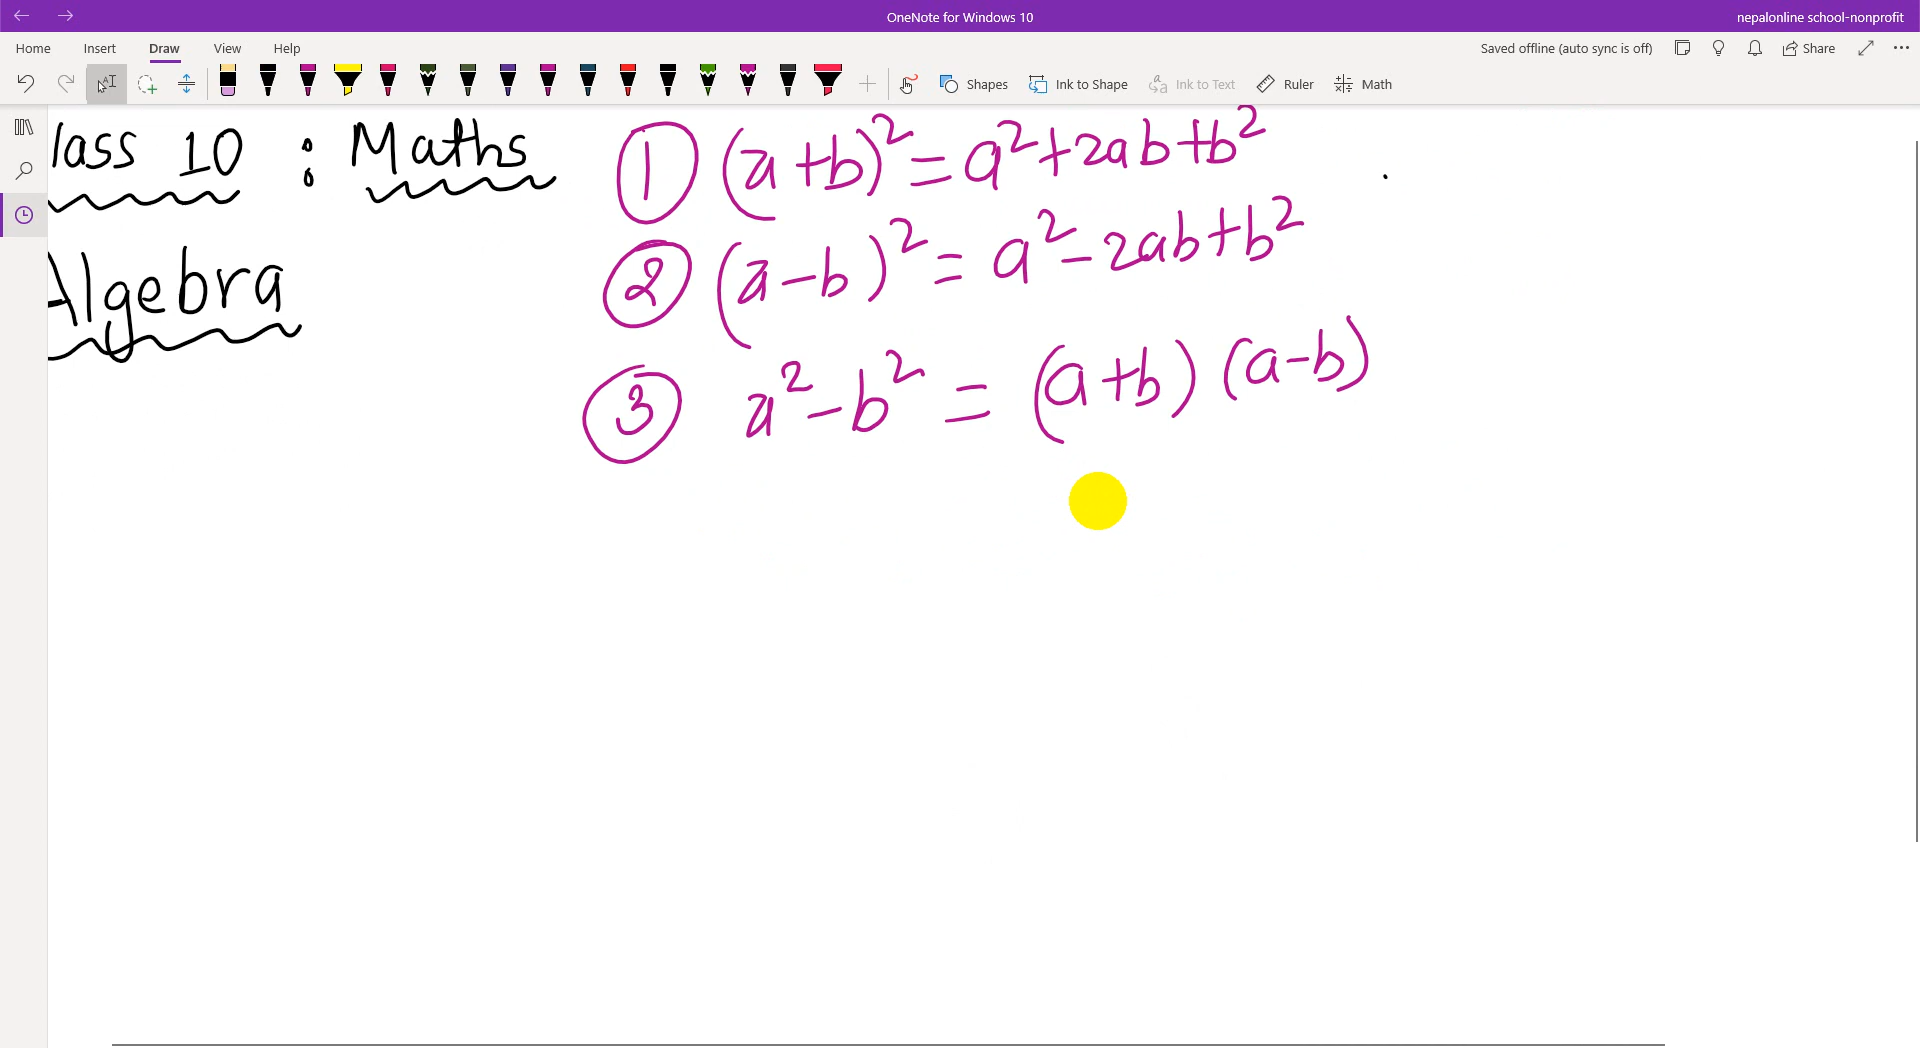 OneNote for Windows 10
nepalonline school-nonprofit
Home Insert Draw View Help
Saved offline (auto sync is off) Share
Shapes Ink to Shape Ink to Text Ruler Math
lass 10 : Maths
Algebra
① (a+b)² = a²+2ab+b²
② (a-b)² = a²-2ab+b²
③ a²-b² = (a+b) (a-b)